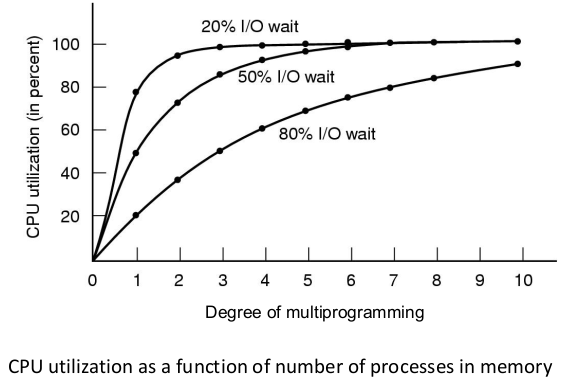 20% I/O wait
100
50% I/O wait
80
60
80% I/O wait
40
20
CPU utilization (in percent)
0 1 2 3 4 5 6 7 8 9 10
Degree of multiprogramming
CPU utilization as a function of number of processes in memory